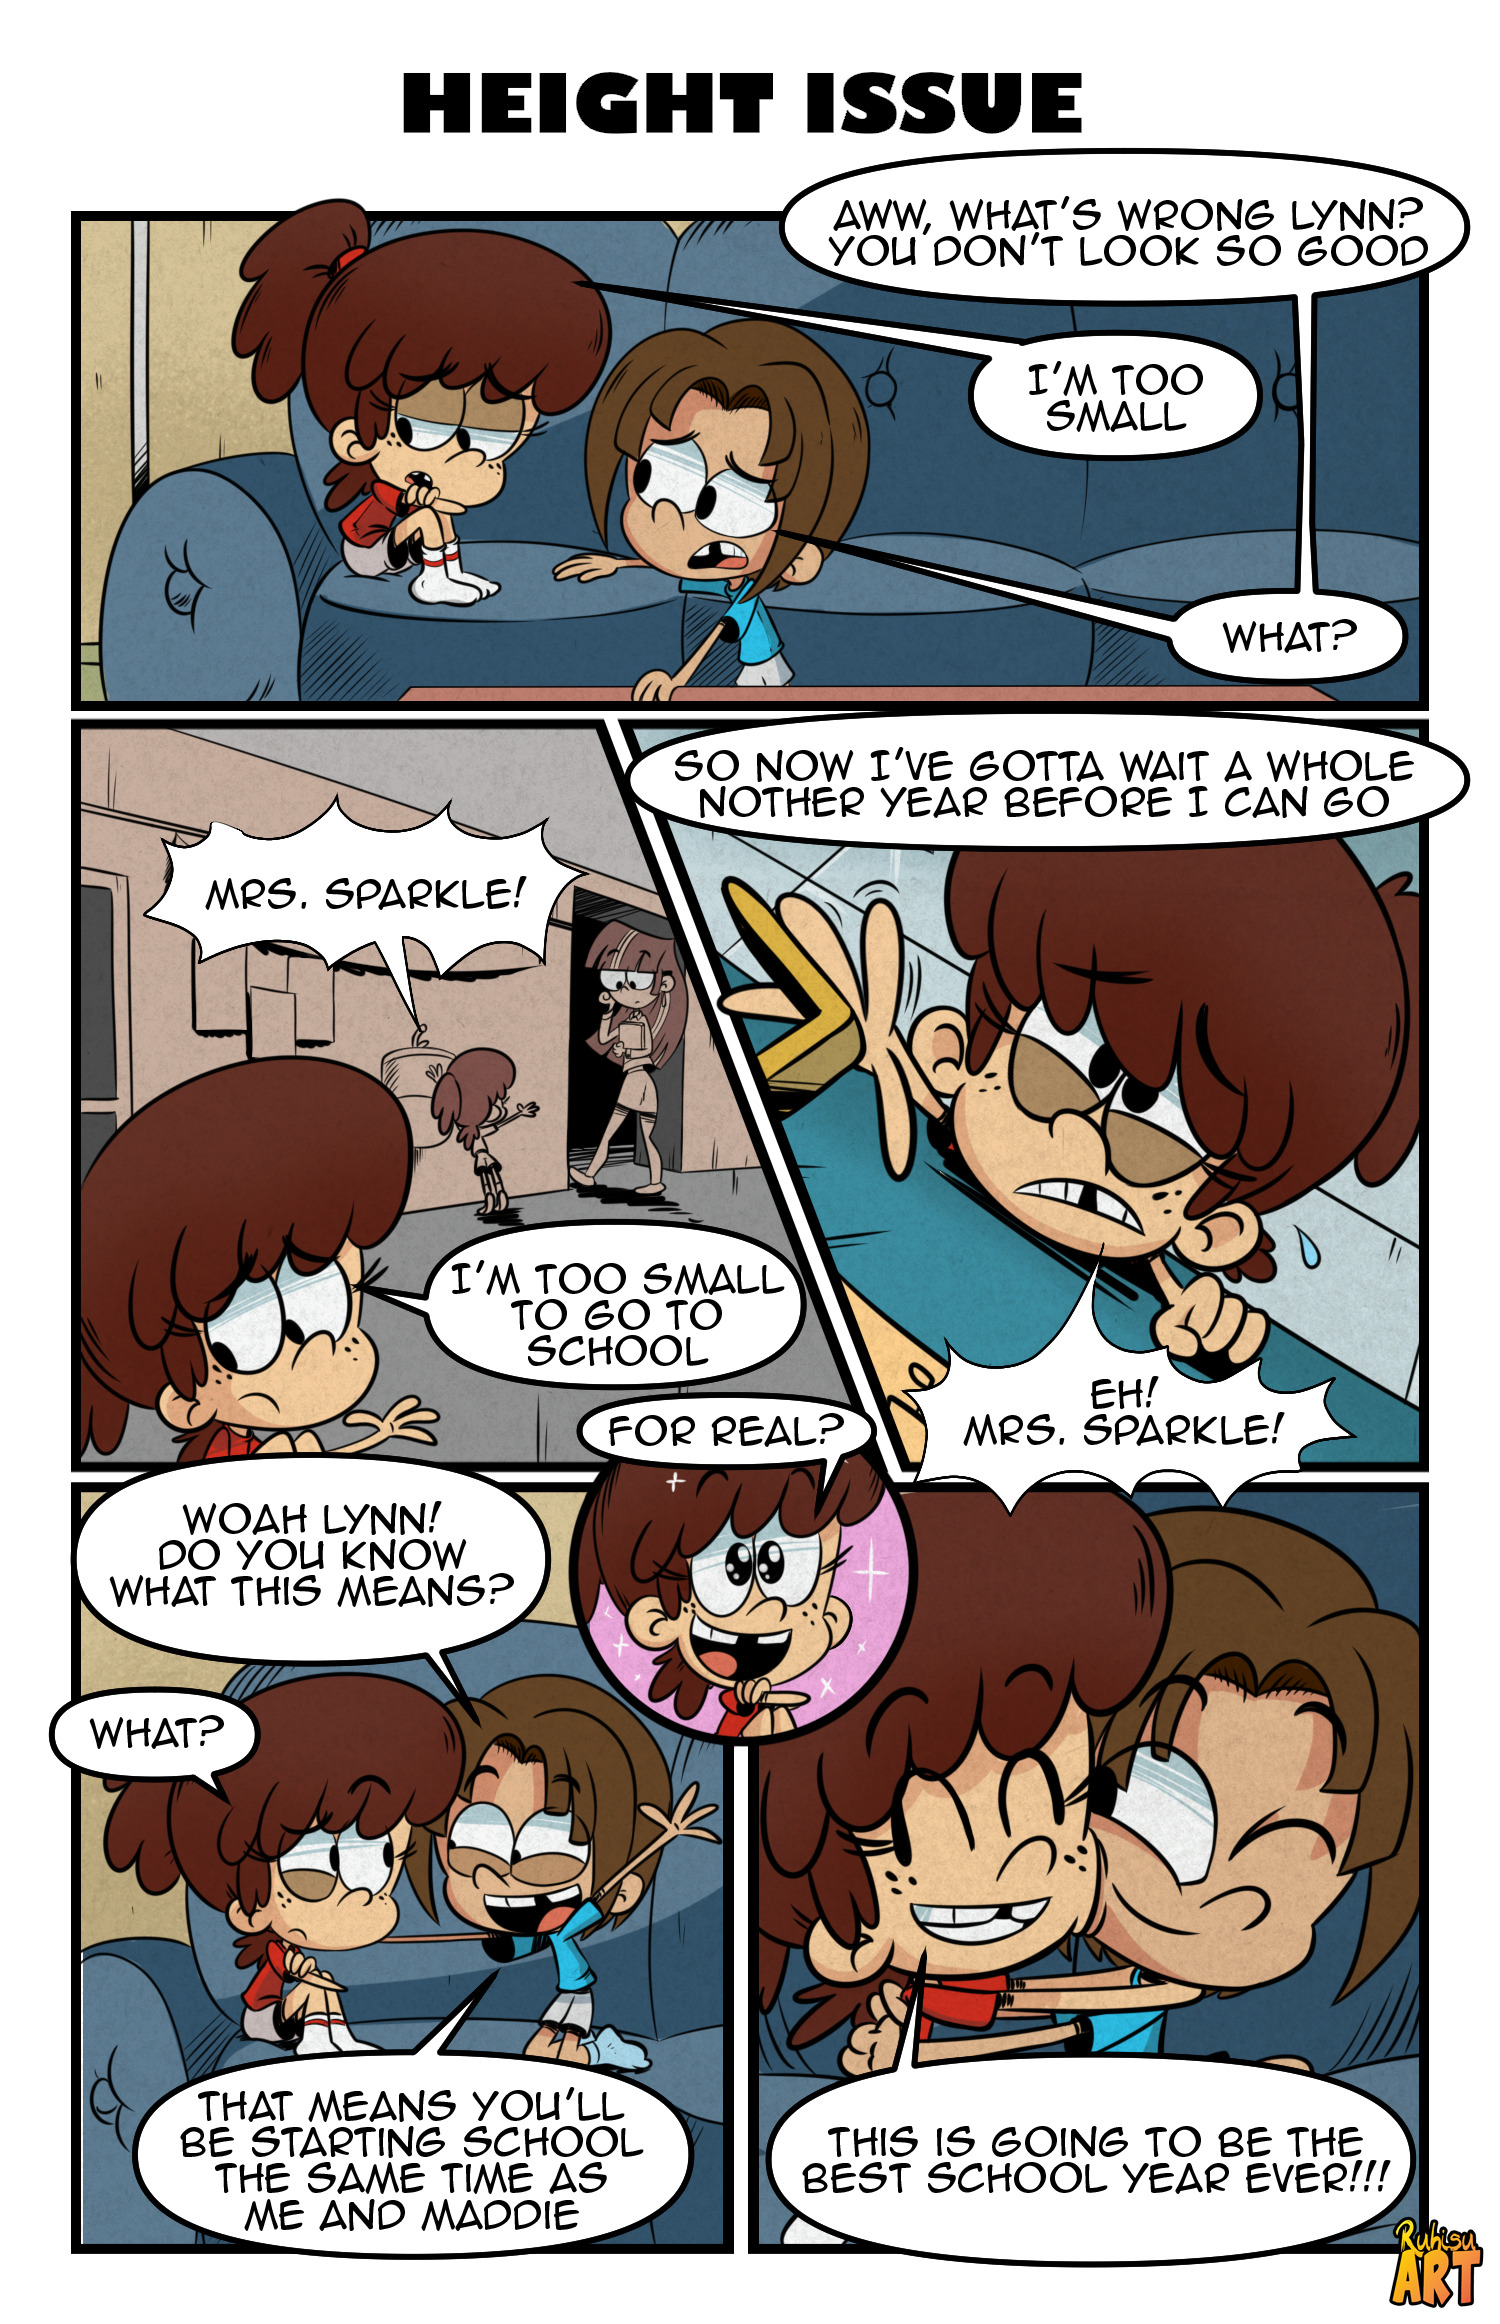 HEIGHT ISSUE
AWW, WHAT'S WRONG LYNN?
YOU DON'T LOOK SO GOOD
I'M TOO
SMALL
WHAT?
MRS. SPARKLE!
I'M TOO SMALL
TO GO TO
SCHOOL
SO NOW I'VE GOTTA WAIT A WHOLE
NOTHER YEAR BEFORE I CAN GO
EH!
MRS. SPARKLE!
WOAH LYNN!
DO YOU KNOW
WHAT THIS MEANS?
WHAT?
THAT MEANS YOU'LL
BE STARTING SCHOOL
THE SAME TIME AS
ME AND MADDIE
FOR REAL?
THIS IS GOING TO BE THE
BEST SCHOOL YEAR EVER!!!
Ruhisu
ART